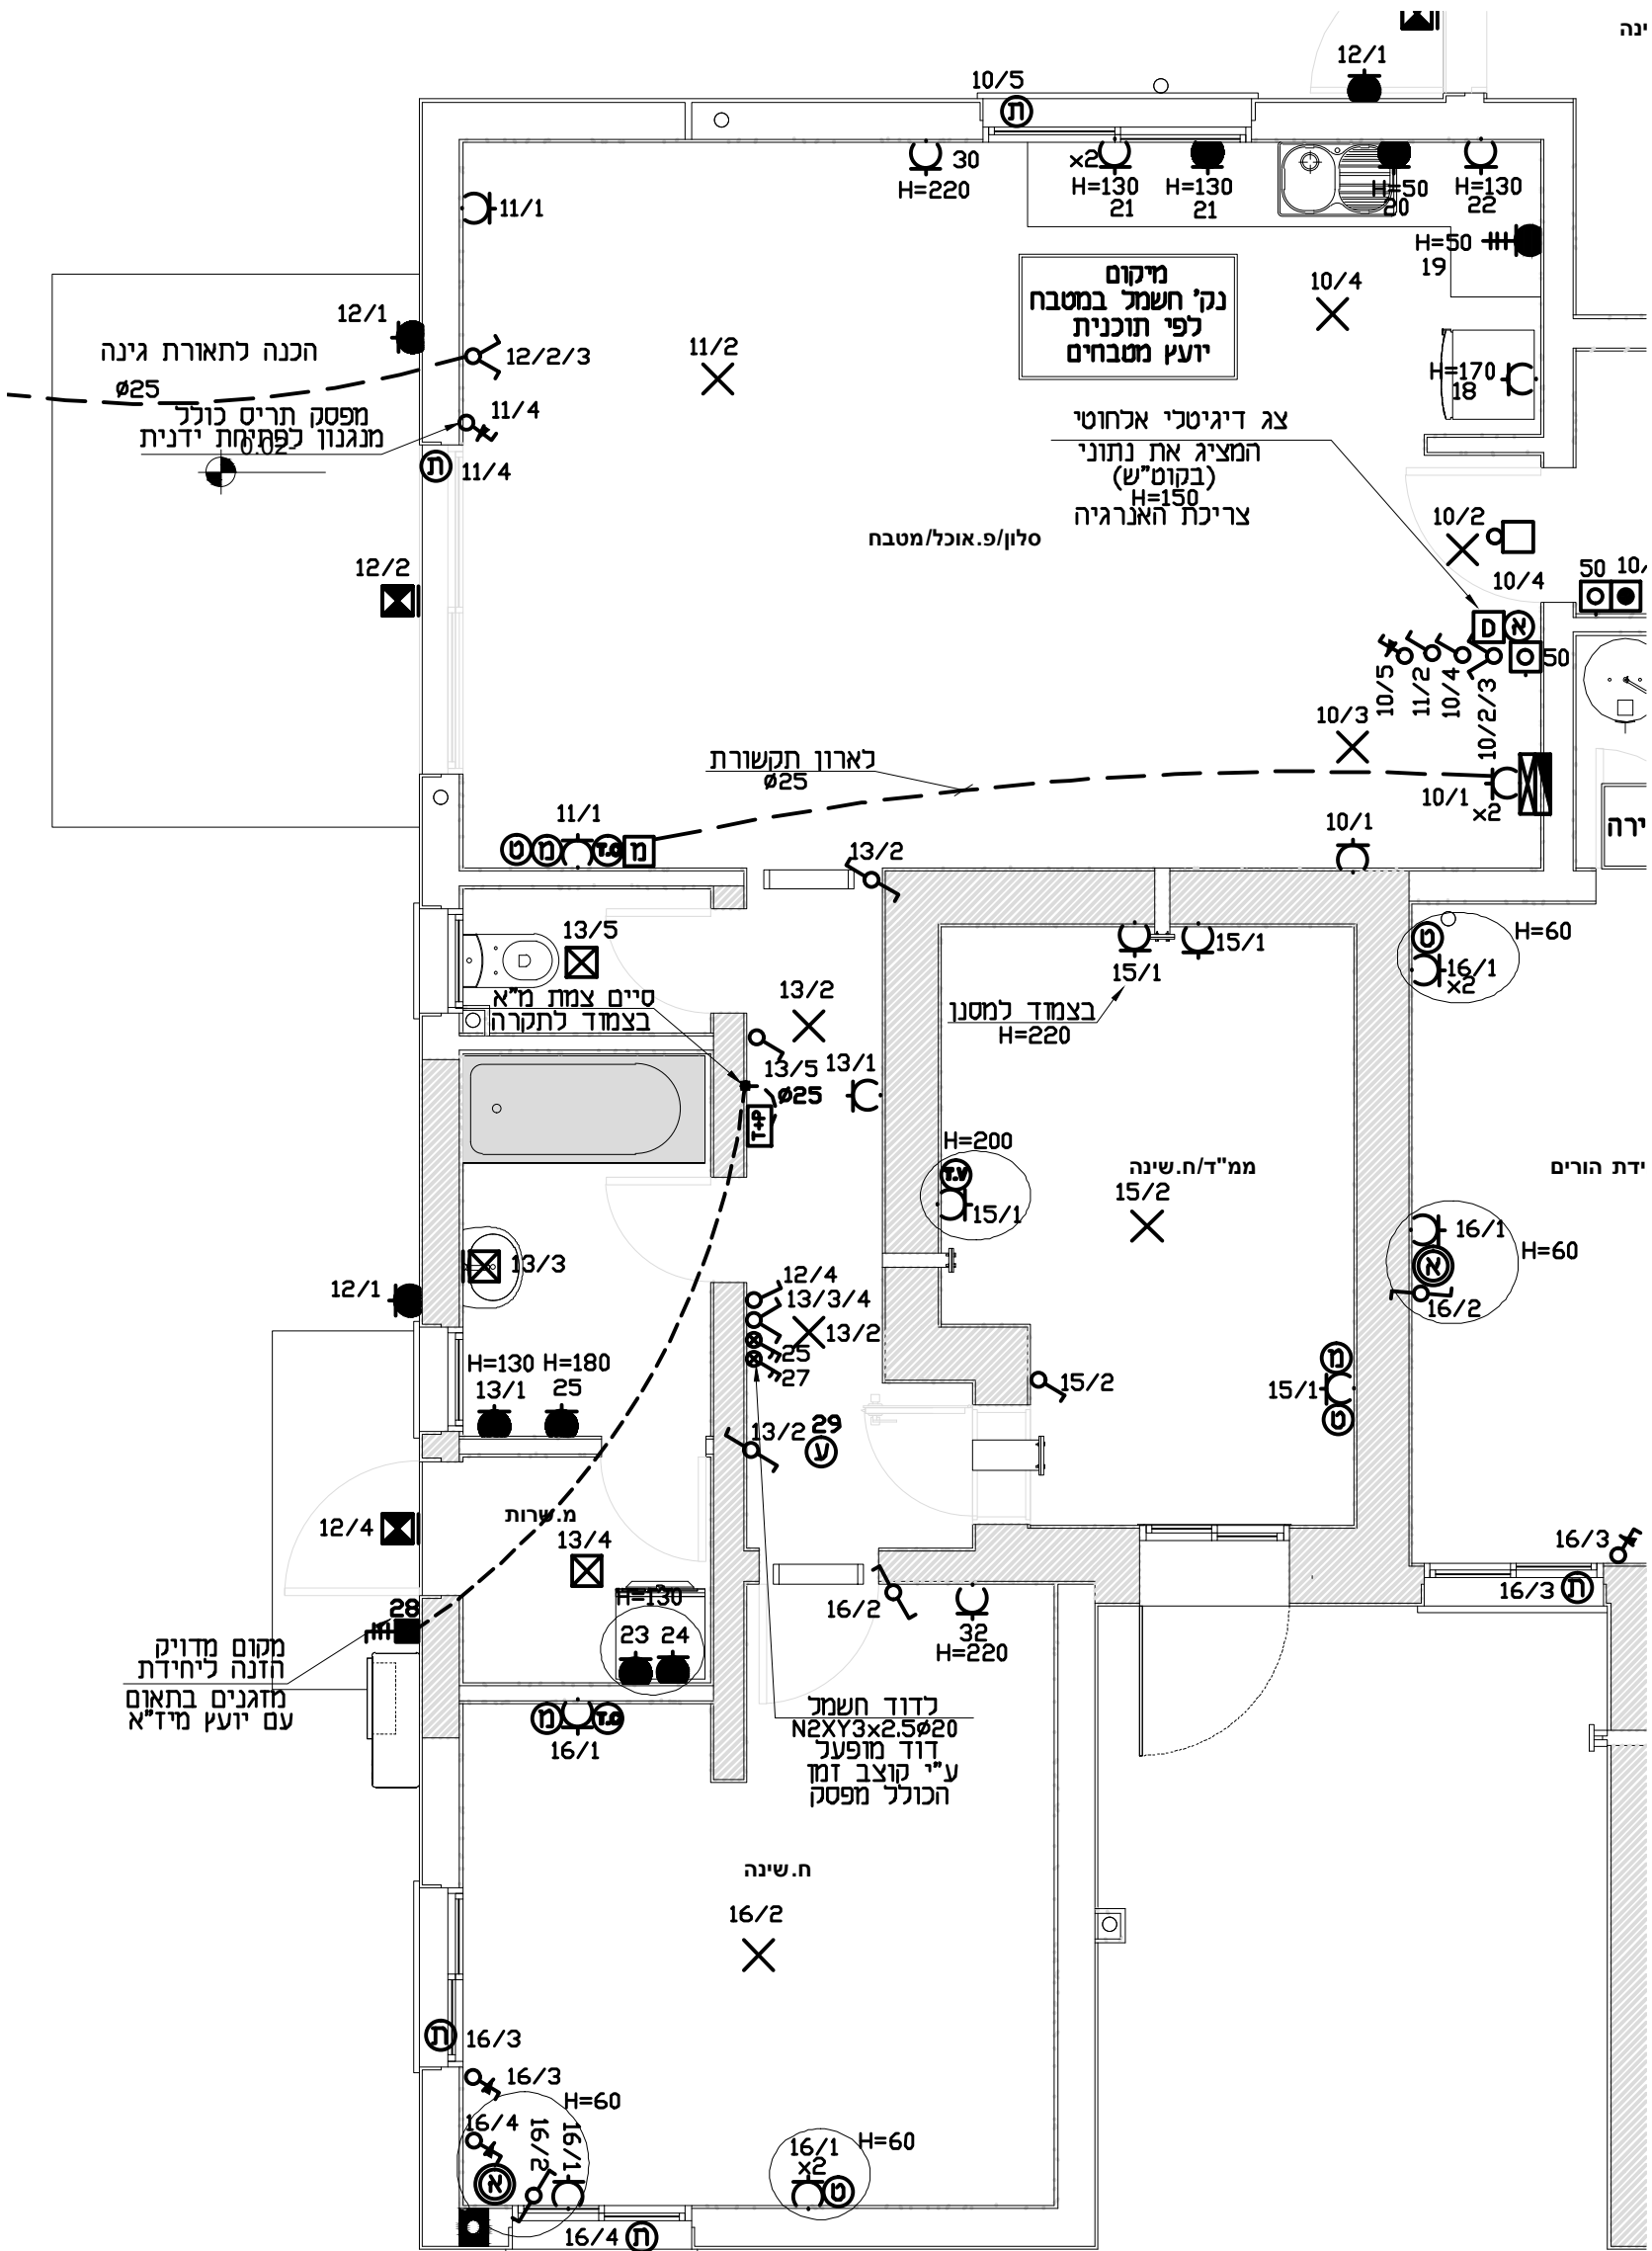 12/1
10/5
ת
30
H=220
x2
H=130
21
H=130
21
H=50
20
H=130
22
11/1
H=50
19
מיקום
נק' חשמל במטבח
לפי תוכנית
יועץ מטבחים
10/4
12/1
הכנה לתאורת גינה
ø25
12/2/3
11/2
H=170
18
מפסק תריס כולל
מנגנון לפתיחת ידנית
0.02-
11/4
ת
11/4
צג דיגיטלי אלחוטי
המציג את נתוני
(בקוט"ש)
H=150
צריכת האנרגיה
סלון/פ.אוכל/מטבח
10/2
12/2
10/4
50
D
א
50
10/5
11/2
10/4
10/2/3
10/3
לארון תקשורת
ø25
10/1
x2
11/1
ט
מ
T.O
מ
10/1
13/2
13/5
15/1
15/1
ט
H=60
16/1
x2
סיים צמת מ"א
בצמוד לתקרה
13/2
בצמוד למסנן
H=220
13/5
ø25
13/1
T+P
H=200
T.V
15/1
ממ"ד/ח.שינה
15/2
ידת הורים
16/1
H=60
א
16/2
13/3
12/1
12/4
13/3/4
13/2
25
27
H=130
13/1
H=180
25
מ
15/1
ט
15/2
13/2
29
ע
12/4
מ.שרות
13/4
16/3
16/3
ת
H=130
23
24
16/2
32
H=220
28
מקום מדויק
הזנה ליחידת
מזגנים בתאום
עם יועץ מיז"א
מ
T.O
16/1
לדוד חשמל
N2XY3x2.5ø20
דוד מופעל
ע"י קוצב זמן
הכולל מפסק
ח.שינה
16/2
ת
16/3
16/3
H=60
16/4
16/2
16/1
א
16/1
x2
H=60
ט
16/4
ת